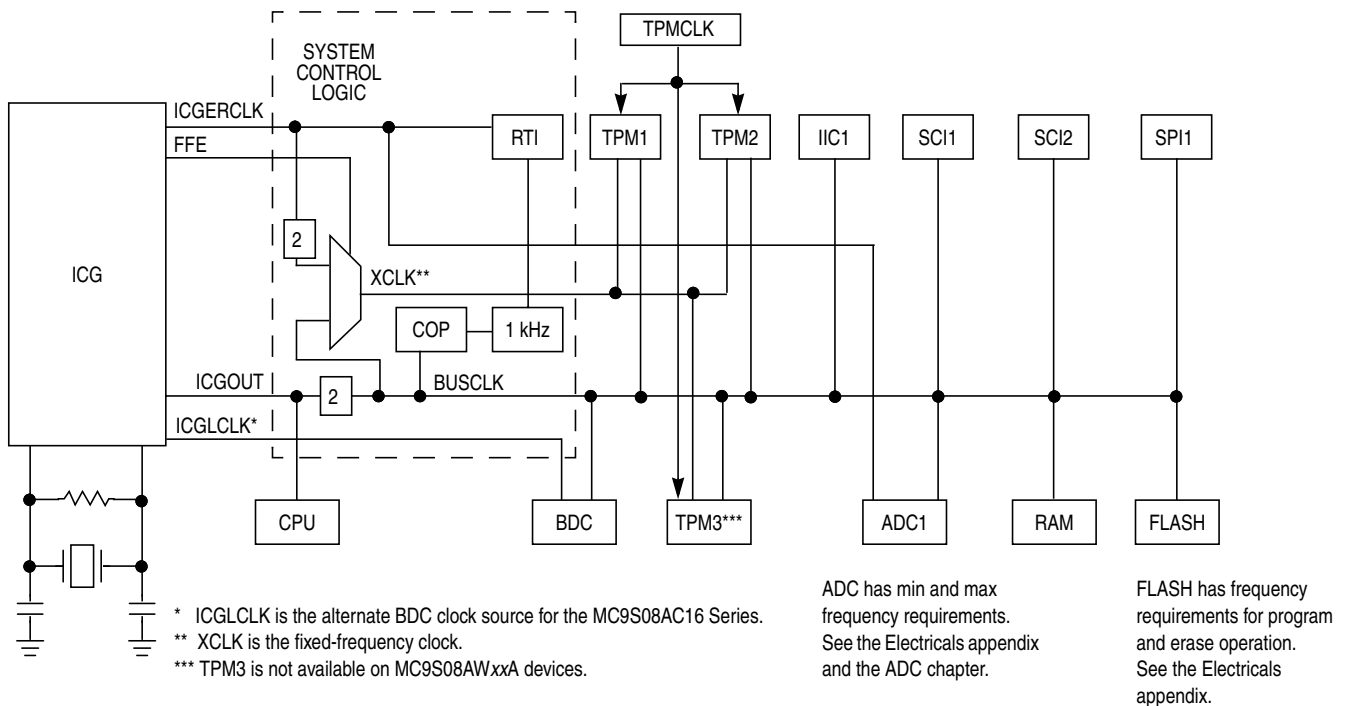 TPMCLK
SYSTEM
CONTROL
LOGIC
ICGERCLK
FFE
RTI
TPM1
TPM2
IIC1
SCI1
SCI2
SPI1
2
ICG
XCLK**
COP
1 kHz
ICGOUT
2
BUSCLK
ICGLCLK*
CPU
BDC
TPM3***
ADC1
RAM
FLASH
* ICGLCLK is the alternate BDC clock source for the MC9S08AC16 Series.
** XCLK is the fixed-frequency clock.
*** TPM3 is not available on MC9S08AWxxA devices.
ADC has min and max
frequency requirements.
See the Electricals appendix
and the ADC chapter.
FLASH has frequency
requirements for program
and erase operation.
See the Electricals
appendix.